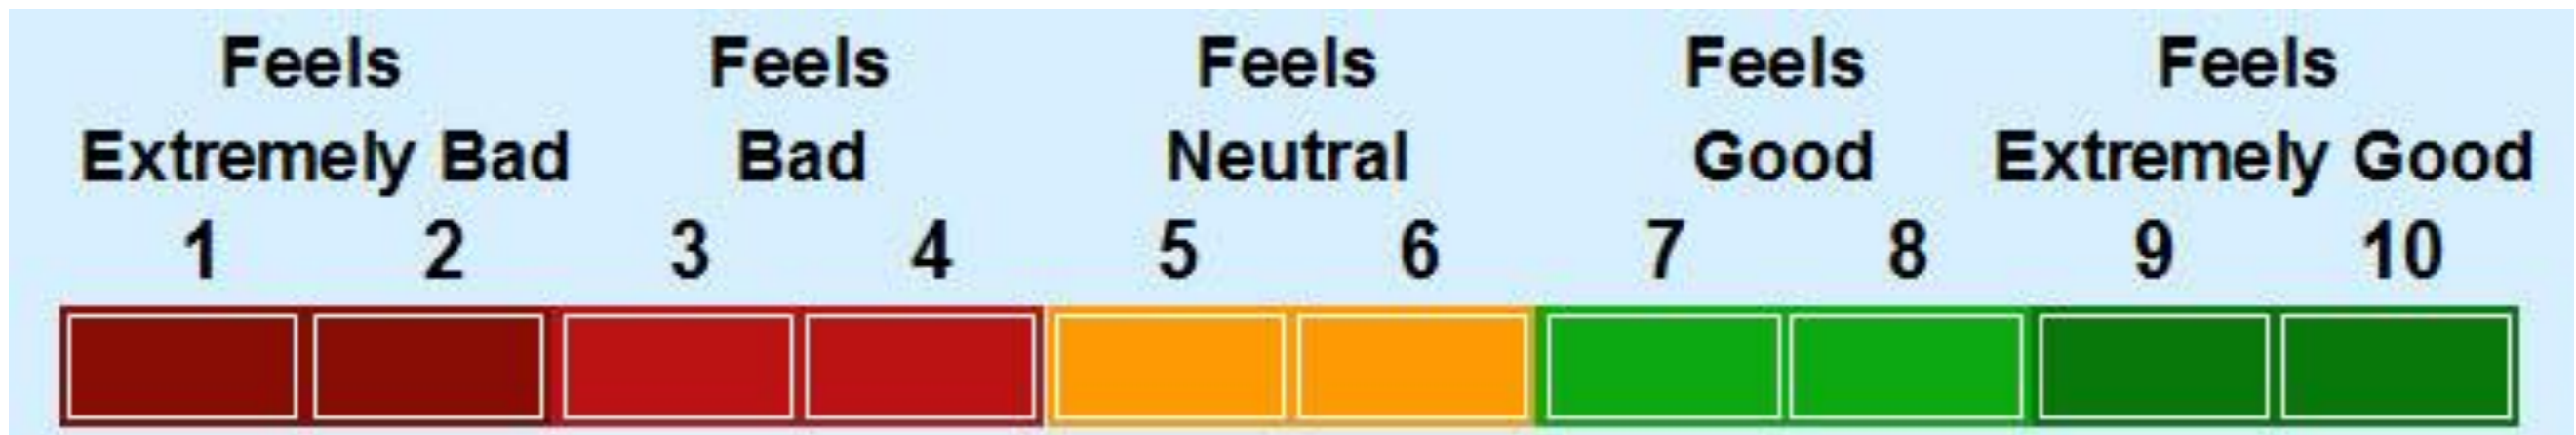 Feels Feels Feels Feels Feels
Extremely Bad Bad Neutral Good Extremely Good
1 2 3 4 5 6 7 8 9 10